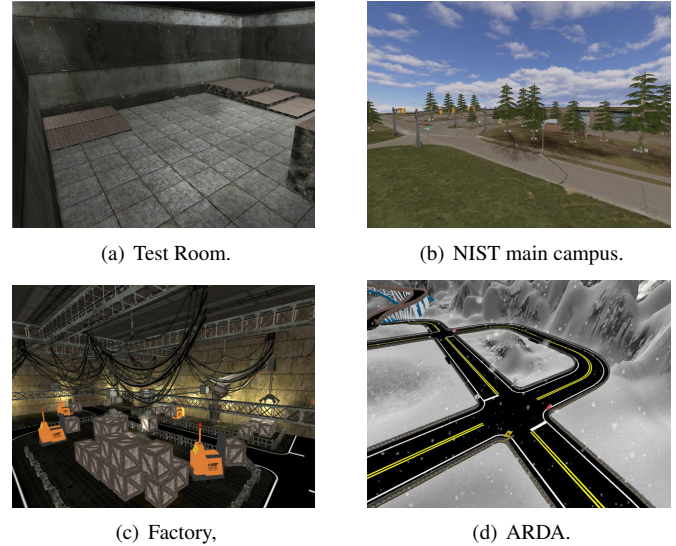 (a) Test Room.
(b) NIST main campus.
(c) Factory,
(d) ARDA.